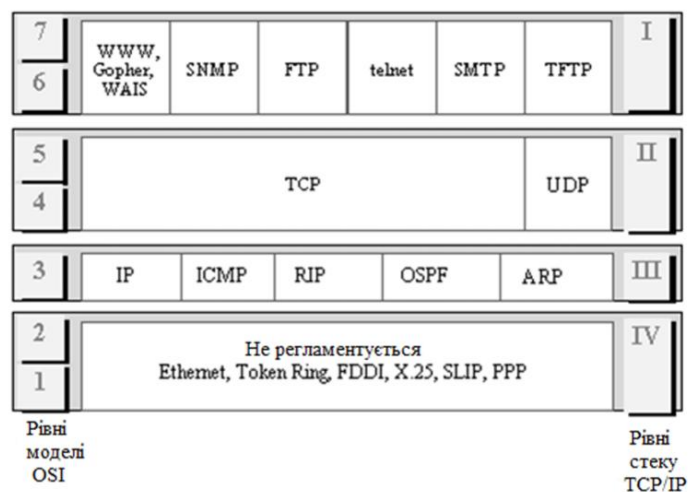 7
6
WWW,
Gopher,
WAIS
SNMP
FTP
telnet
SMTP
TFTP
I
5
4
TCP
UDP
II
3
IP
ICMP
RIP
OSPF
ARP
III
2
1
Не регламентується
Ethernet, Token Ring, FDDI, X.25, SLIP, PPP
IV
Рівні
моделі
OSI
Рівні
стеку
TCP/IP